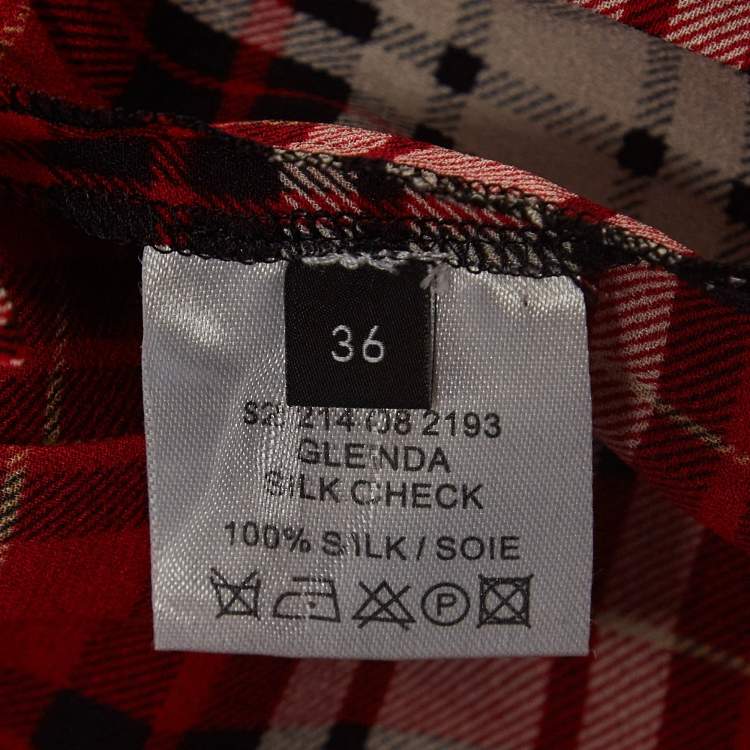 36
214 08 2193
GLENDA
SILK CHECK
100% SILK / SOIE
P